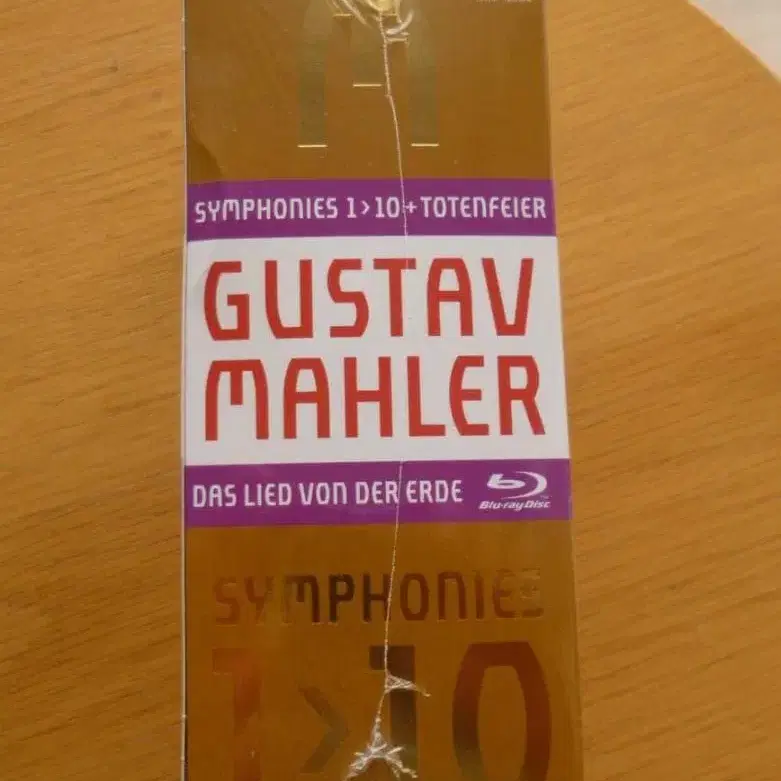 M
SYMPHONIES 1>10+TOTENFEIER
GUSTAV
MAHLER
DAS LIED VON DER ERDE
Blu-ray Disc
SYMPHONIES
1>10